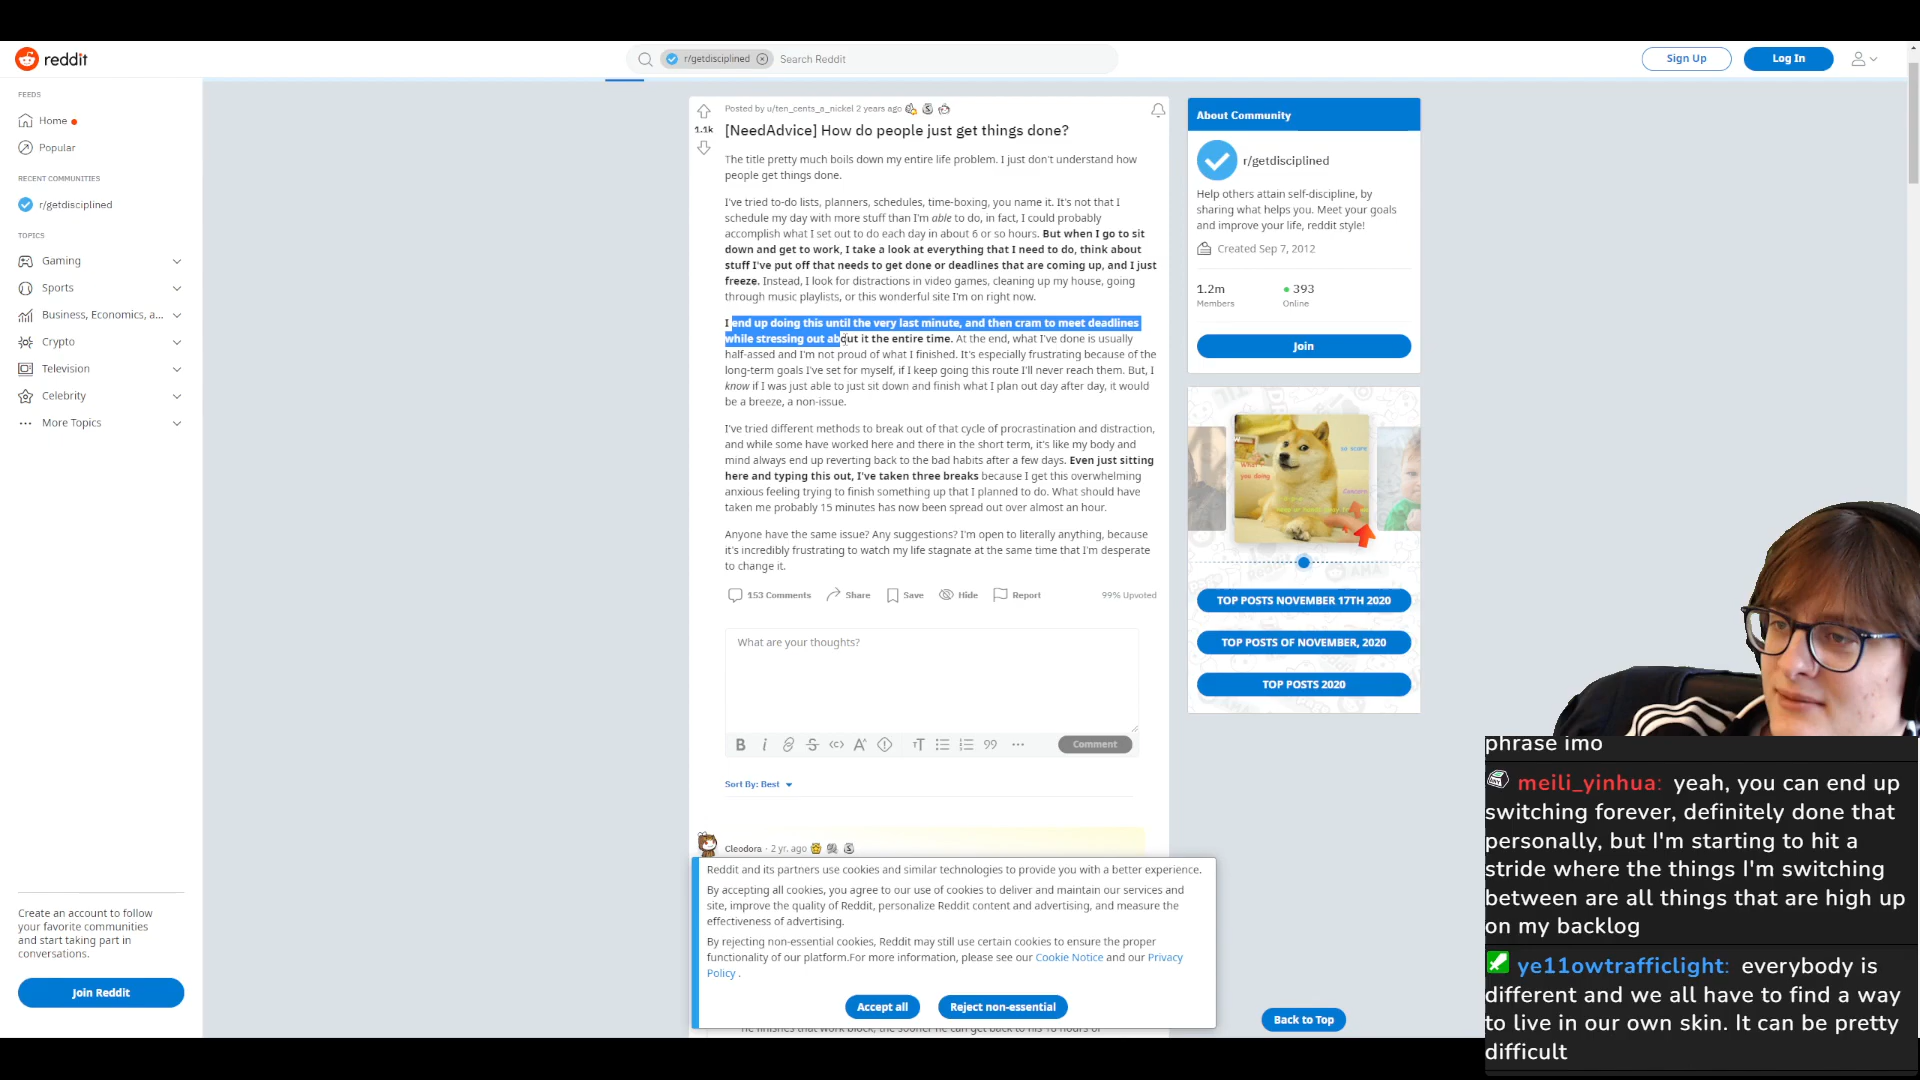 reddit
r/getdisciplined
Search Reddit
Sign Up
Log In
FEEDS
Home
Popular
RECENT COMMUNITIES
r/getdisciplined
TOPICS
Gaming
Sports
Business, Economics, a...
Crypto
Television
Celebrity
More Topics
Create an account to follow
your favorite communities
and start taking part in
conversations.
Join Reddit
1.1k
Posted by u/ten_cents_a_nickel 2 years ago
[NeedAdvice] How do people just get things done?
The title pretty much boils down my entire life problem. I just don't understand how
people get things done.
I've tried to-do lists, planners, schedules, time-boxing, you name it. It's not that I
schedule my day with more stuff than I'm able to do, in fact, I could probably
accomplish what I set out to do each day in about 6 or so hours. But when I go to sit
down and get to work, I take a look at everything that I need to do, think about
stuff I've put off that needs to get done or deadlines that are coming up, and I just
freeze. Instead, I look for distractions in video games, cleaning up my house, going
through music playlists, or this wonderful site I'm on right now.
I end up doing this until the very last minute, and then cram to meet deadlines
while stressing out about it the entire time. At the end, what I've done is usually
half-assed and I'm not proud of what I finished. It's especially frustrating because of the
long-term goals I've set for myself, if I keep going this route I'll never reach them. But, I
know if I was just able to just sit down and finish what I plan out day after day, it would
be a breeze, a non-issue.
I've tried different methods to break out of that cycle of procrastination and distraction,
and while some have worked here and there in the short term, it's like my body and
mind always end up reverting back to the bad habits after a few days. Even just sitting
here and typing this out, I've taken three breaks because I get this overwhelming
anxious feeling trying to finish something up that I planned to do. What should have
taken me probably 15 minutes has now been spread out over almost an hour.
Anyone have the same issue? Any suggestions? I'm open to literally anything, because
it's incredibly frustrating to watch my life stagnate at the same time that I'm desperate
to change it.
153 Comments
Share
Save
Hide
Report
99% Upvoted
What are your thoughts?
Comment
Sort By: Best
Cleodora · 2 yr. ago
Reddit and its partners use cookies and similar technologies to provide you with a better experience.
By accepting all cookies, you agree to our use of cookies to deliver and maintain our services and
site, improve the quality of Reddit, personalize Reddit content and advertising, and measure the
effectiveness of advertising.
By rejecting non-essential cookies, Reddit may still use certain cookies to ensure the proper
functionality of our platform.For more information, please see our Cookie Notice and our Privacy
Policy .
Accept all
Reject non-essential
About Community
r/getdisciplined
Help others attain self-discipline, by
sharing what helps you. Meet your goals
and improve your life, reddit style!
Created Sep 7, 2012
1.2m
393
Members
Online
Join
TOP POSTS NOVEMBER 17TH 2020
TOP POSTS OF NOVEMBER, 2020
TOP POSTS 2020
Back to Top
phrase imo
meili_yinhua: yeah, you can end up
switching forever, definitely done that
personally, but I'm starting to hit a
stride where the things I'm switching
between are all things that are high up
on my backlog
ye11owtrafficlight: everybody is
different and we all have to find a way
to live in our own skin. It can be pretty
difficult